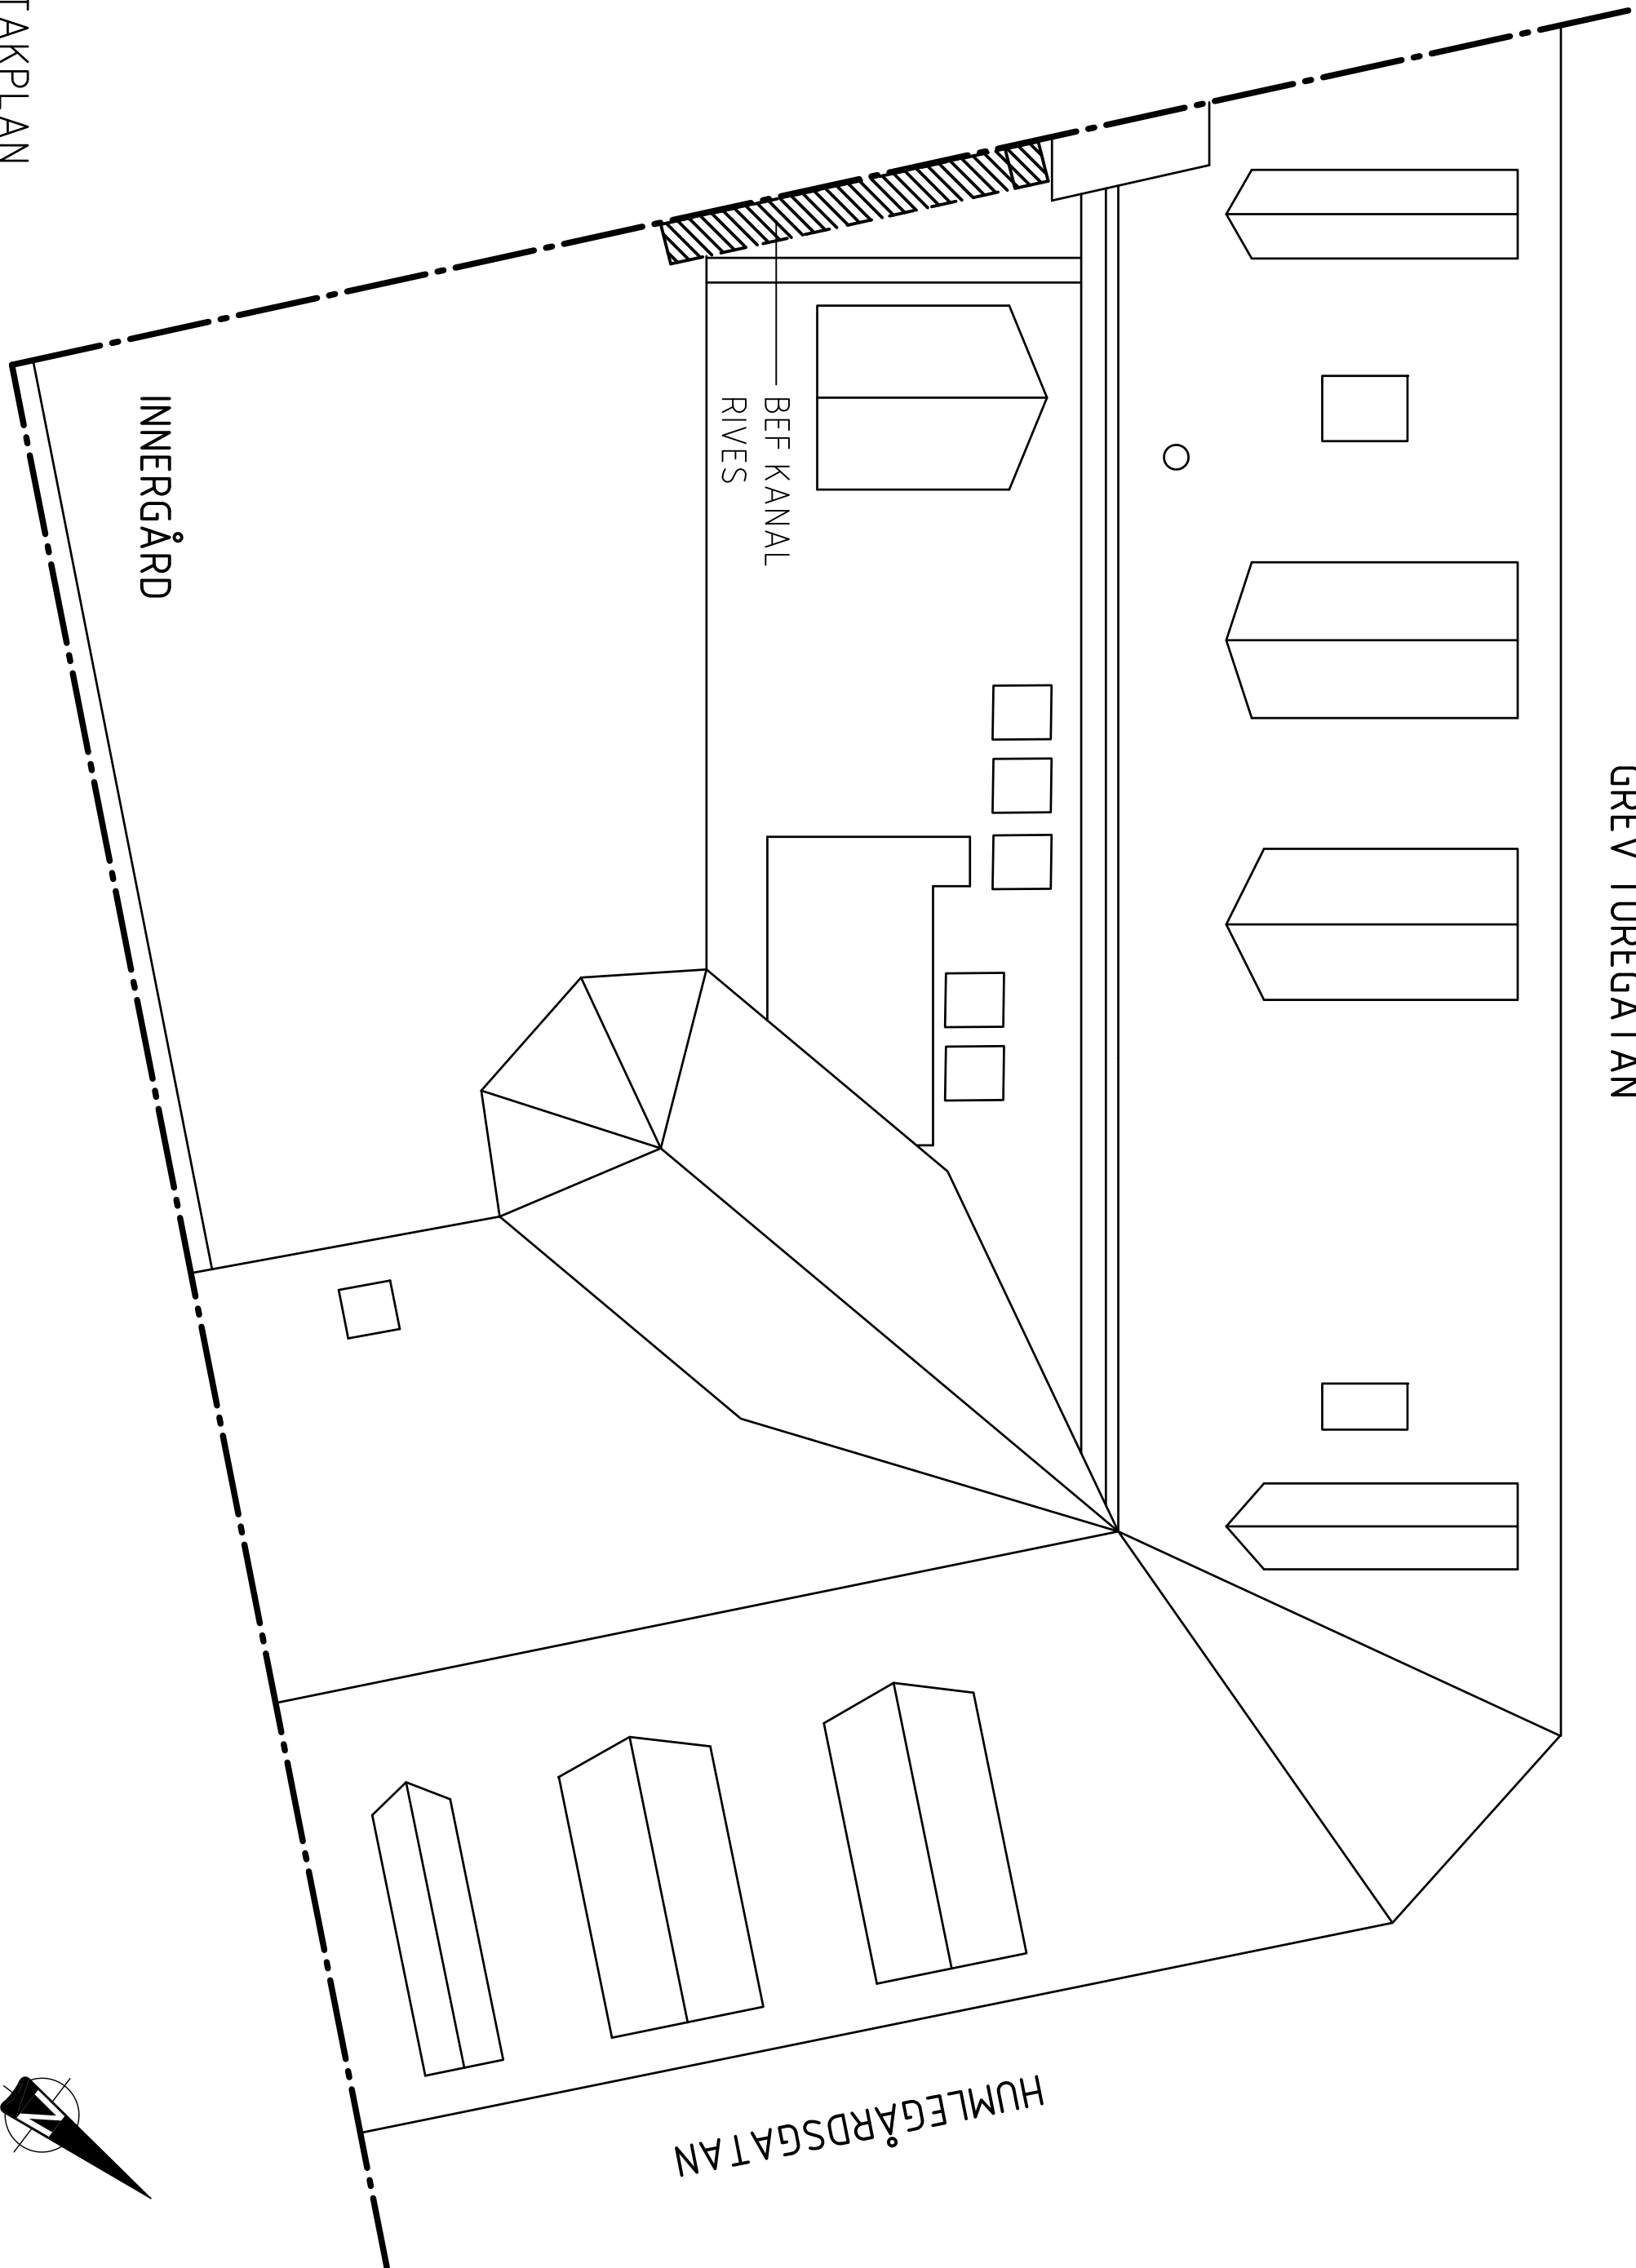 TAKPLAN
INNERGÅRD
BEF KANAL
RIVES
GREV TUREGATAN
HUMLEGÅRDSGATAN
N